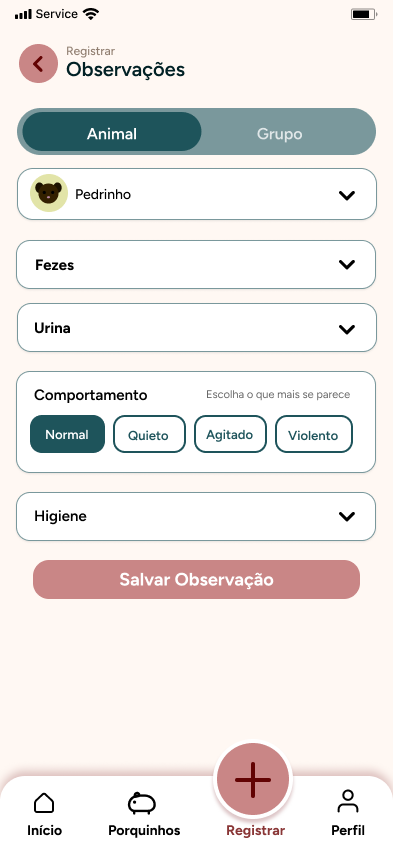 Service
Registrar
Observações
Animal Grupo
Pedrinho
Fezes
Urina
Comportamento Escolha o que mais se parece
Normal Quieto Agitado Violento
Higiene
Salvar Observação
Início Porquinhos Registrar Perfil